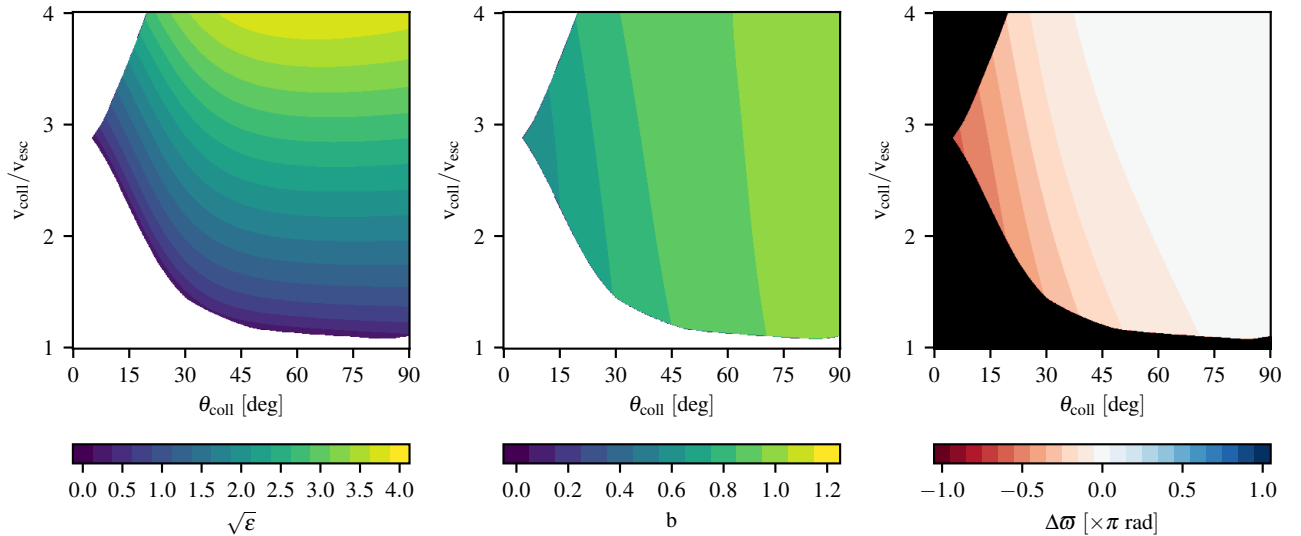 4
3
2
1
v_coll/v_esc
0 15 30 45 60 75 90
θ_coll [deg]
0.0 0.5 1.0 1.5 2.0 2.5 3.0 3.5 4.0
√ε
4
3
2
1
v_coll/v_esc
0 15 30 45 60 75 90
θ_coll [deg]
0.0 0.2 0.4 0.6 0.8 1.0 1.2
b
4
3
2
1
v_coll/v_esc
0 15 30 45 60 75 90
θ_coll [deg]
−1.0 −0.5 0.0 0.5 1.0
Δϖ [×π rad]